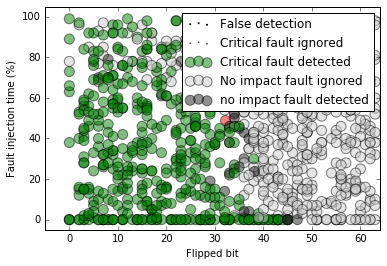 False detection
Critical fault ignored
Critical fault detected
No impact fault ignored
no impact fault detected
100
80
60
40
20
0
Fault injection time (%)
0 10 20 30 40 50 60
Flipped bit